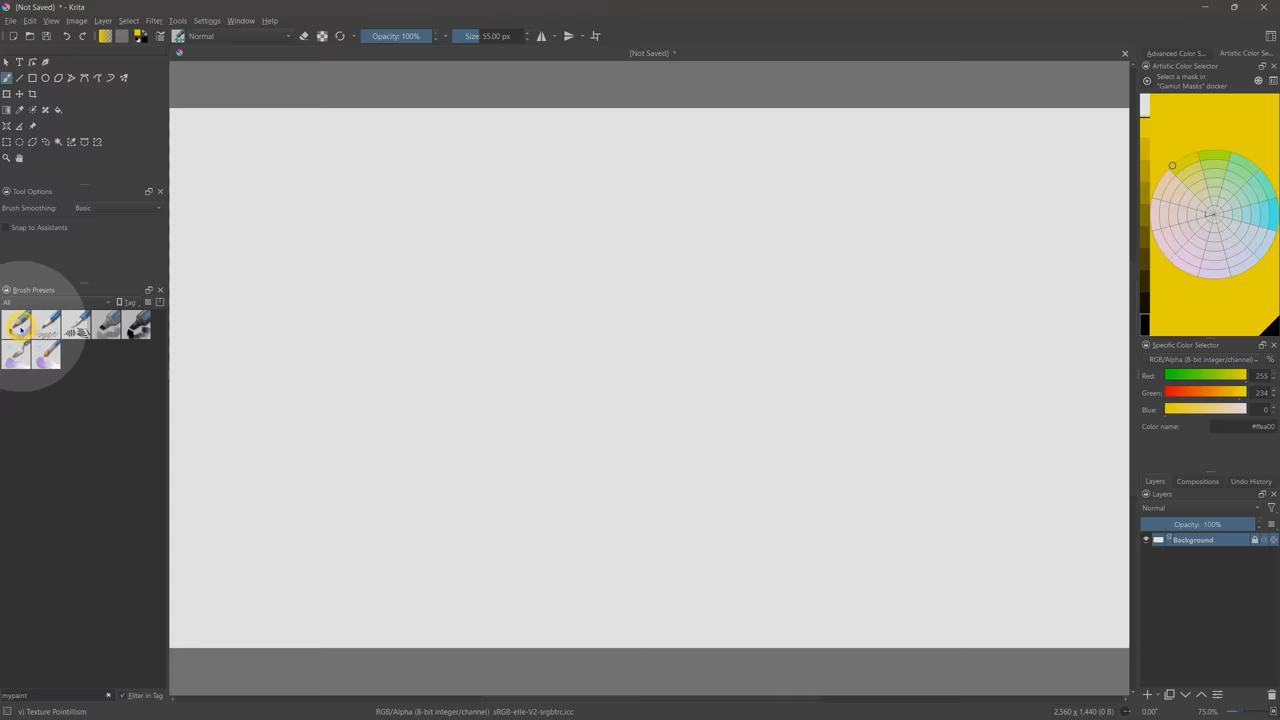 [Not Saved] * - Krita
File Edit View Image Layer Select Filter Tools Settings Window Help
Normal Opacity: 100% Size: 55.00 px
[Not Saved] *
Advanced Color S... Artistic Color Se...
Artistic Color Selector
Select a mask in
"Gamut Masks" docker
Tool Options
Brush Smoothing: Basic
Snap to Assistants
Brush Presets
All Tag
Specific Color Selector
RGB/Alpha (8-bit integer/channel) %
Red: 255
Green: 234
Blue: 0
Color name: #ffea00
Layers Compositions Undo History
Layers
Normal
Opacity: 100%
Background
mypaint Filter in Tag
v) Texture Pointillism RGB/Alpha (8-bit integer/channel) sRGB-elle-V2-srgbtrc.icc 2,560 x 1,440 (0 B) 0.00° 75.0%